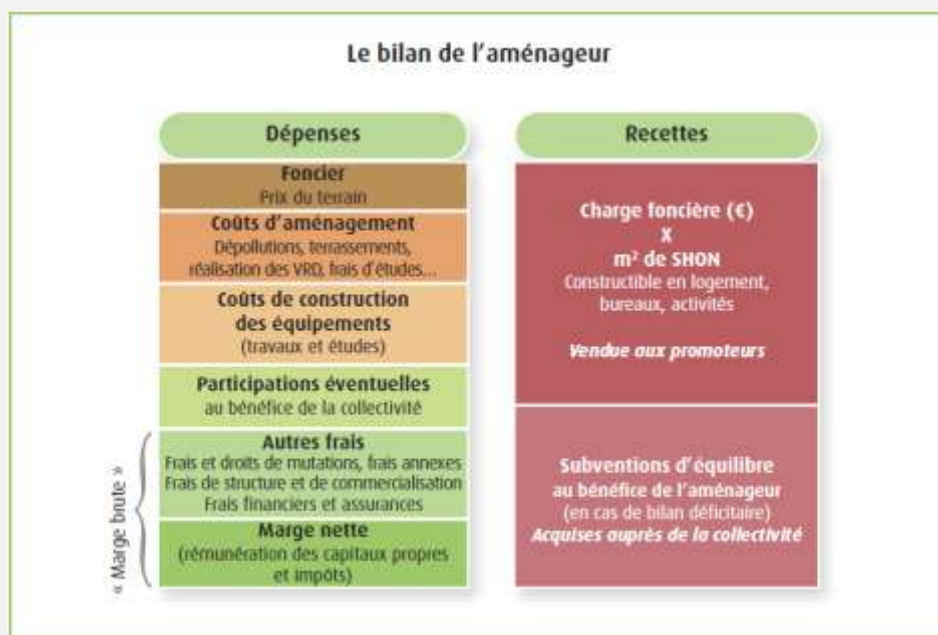 Le bilan de l'aménageur
Dépenses
Foncier
Prix du terrain
Coûts d'aménagement
Dépollutions, terrassements,
réalisation des VRD, frais d'études...
Coûts de construction
des équipements
(travaux et études)
Participations éventuelles
au bénéfice de la collectivité
« Marge brute »
Autres frais
Frais et droits de mutations, frais annexes
Frais de structure et de commercialisation
Frais financiers et assurances
Marge nette
(rémunération des capitaux propres
et impôts)
Recettes
Charge foncière (€)
X
m² de SHON
Constructible en logement,
bureaux, activités
Vendue aux promoteurs
Subventions d'équilibre
au bénéfice de l'aménageur
(en cas de bilan déficitaire)
Acquises auprès de la collectivité